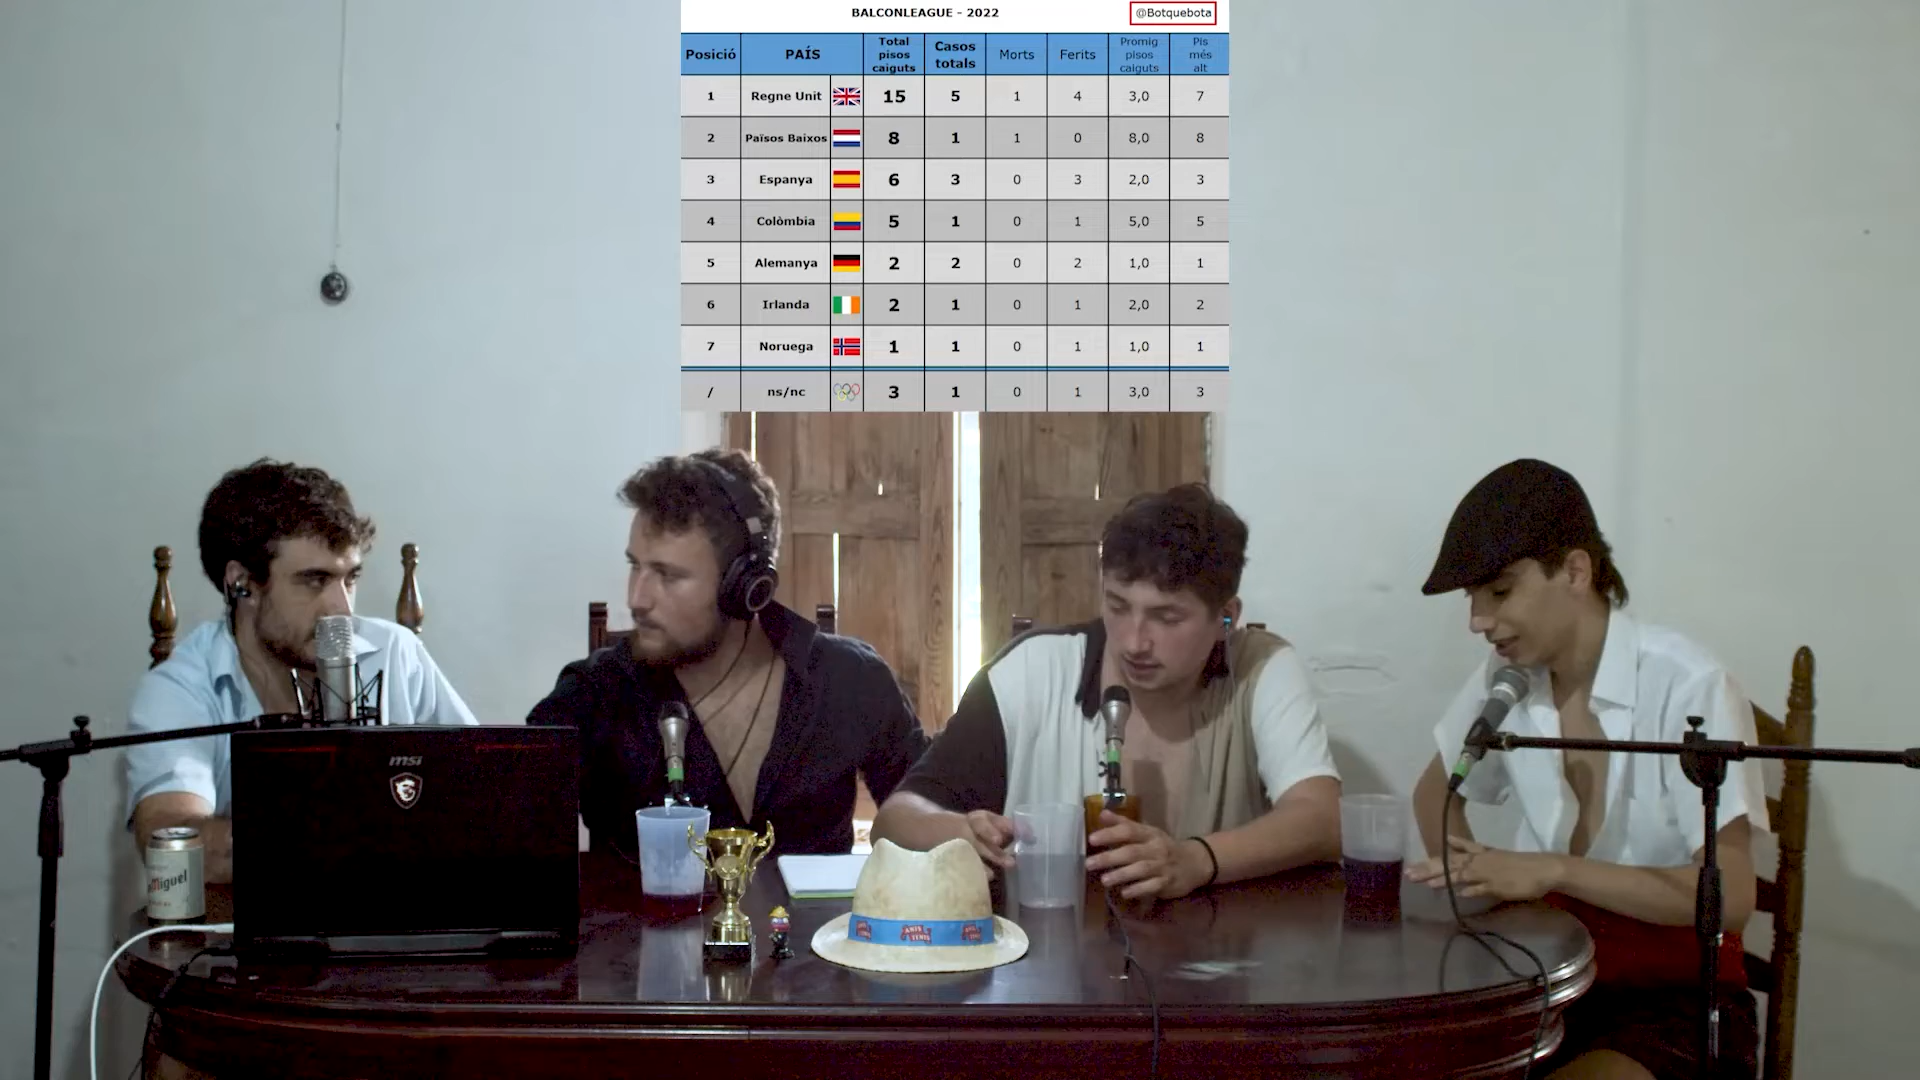 BALCONLEAGUE - 2022
@Botquebota
Posició PAÍS Total pisos caiguts Casos totals Morts Ferits Promig pisos caiguts Pis més alt
1 Regne Unit 15 5 1 4 3,0 7
2 Països Baixos 8 1 1 0 8,0 8
3 Espanya 6 3 0 3 2,0 3
4 Colòmbia 5 1 0 1 5,0 5
5 Alemanya 2 2 0 2 1,0 1
6 Irlanda 2 1 0 1 2,0 2
7 Noruega 1 1 0 1 1,0 1
/ ns/nc 3 1 0 1 3,0 3
msi
Miguel
ANIS
TENIS